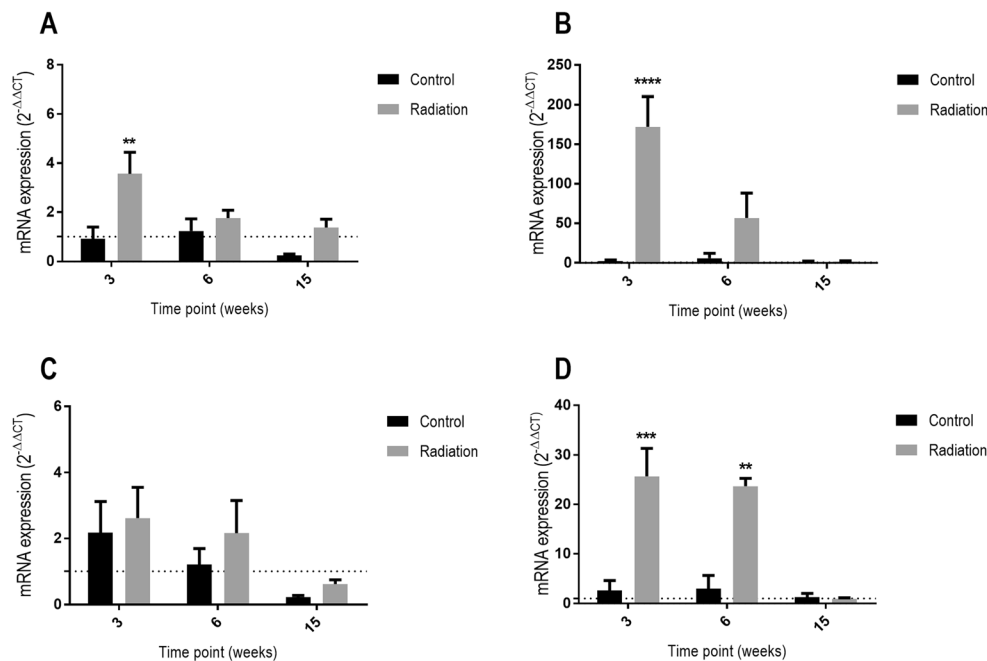 A
mRNA expression (2^-ΔΔCT)
8
6
4
2
0
**
3
6
15
Time point (weeks)
Control
Radiation
B
mRNA expression (2^-ΔΔCT)
250
200
150
100
50
0
****
3
6
15
Time point (weeks)
Control
Radiation
C
mRNA expression (2^-ΔΔCT)
6
4
2
0
3
6
15
Time point (weeks)
Control
Radiation
D
mRNA expression (2^-ΔΔCT)
40
30
20
10
0
***
**
3
6
15
Time point (weeks)
Control
Radiation